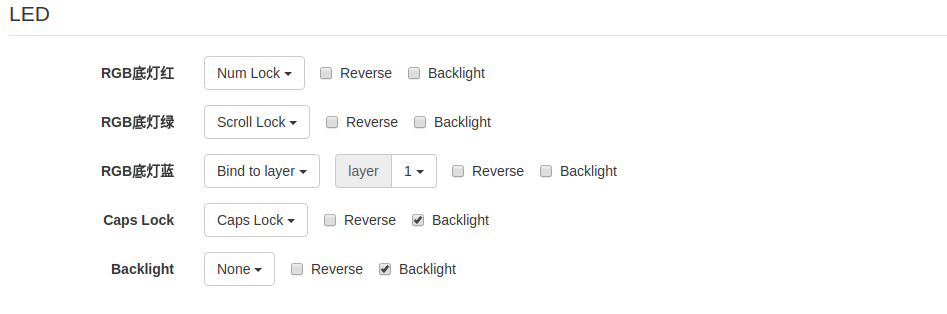 LED
RGB底灯红 Num Lock Reverse Backlight
RGB底灯绿 Scroll Lock Reverse Backlight
RGB底灯蓝 Bind to layer layer 1 Reverse Backlight
Caps Lock Caps Lock Reverse Backlight
Backlight None Reverse Backlight